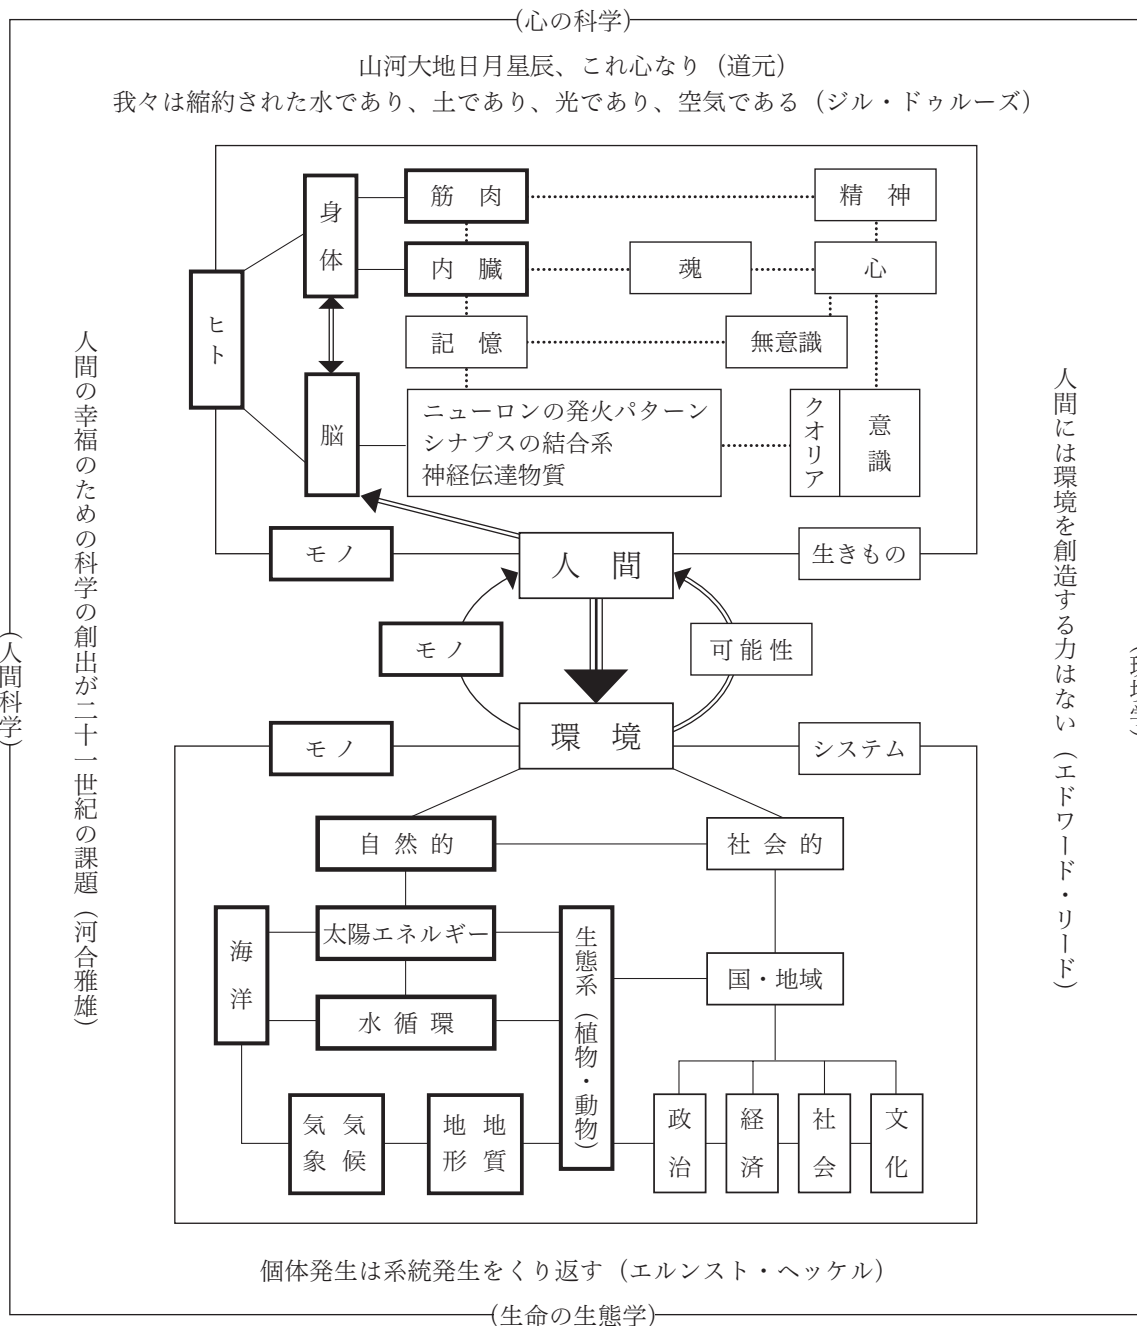 (心の科学)
山河大地日月星辰、これ心なり（道元）
我々は縮約された水であり、土であり、光であり、空気である（ジル・ドゥルーズ）
身体
筋肉
精神
内臓
魂
心
ヒト
記憶
無意識
脳
ニューロンの発火パターン
シナプスの結合系
神経伝達物質
クオリア
意識
モノ
人間
生きもの
モノ
可能性
モノ
環境
システム
自然的
社会的
海洋
太陽エネルギー
生態系（植物・動物）
国・地域
水循環
気象
気候
地形
地質
政治
経済
社会
文化
人間の幸福のための科学の創出が二十一世紀の課題（河合雅雄）
(人間科学)
人間には環境を創造する力はない（エドワード・リード）
個体発生は系統発生をくり返す（エルンスト・ヘッケル）
(生命の生態学)